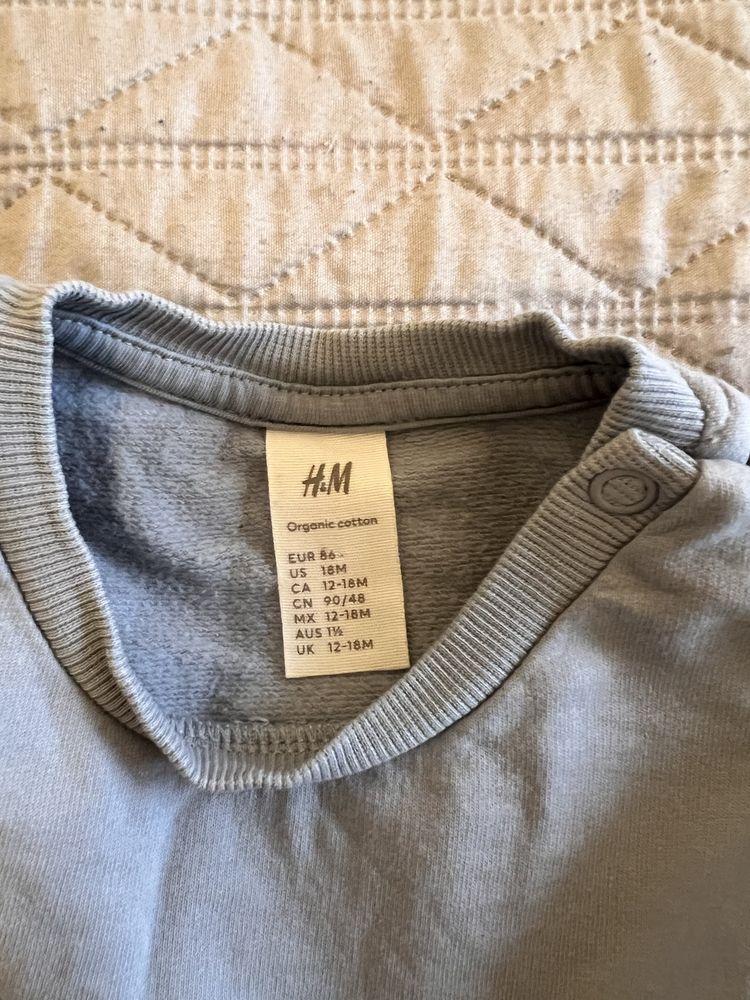 H&M
Organic cotton
EUR 86
US 18M
CA 12-18M
CN 90/48
MX 12-18M
AUS 1½
UK 12-18M